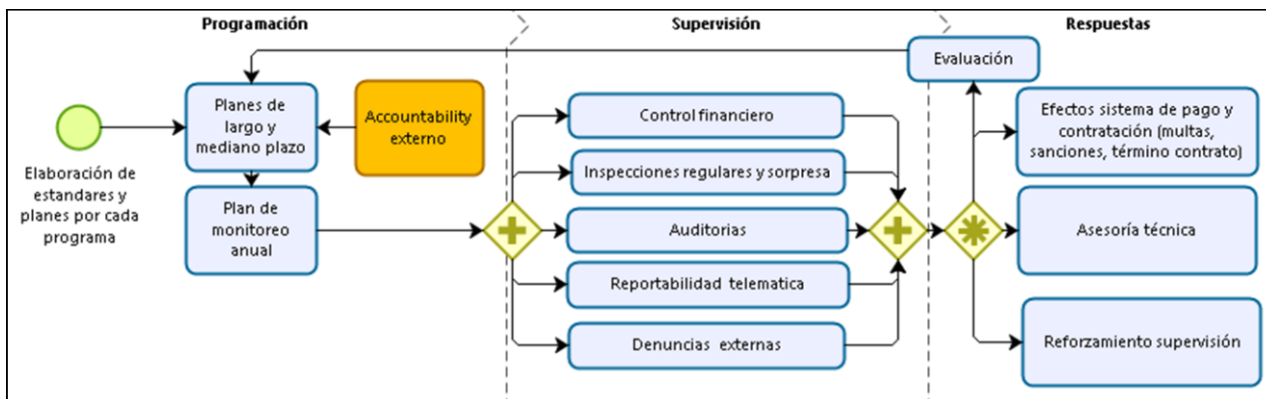 Programación
Supervisión
Respuestas
Evaluación
Planes de
largo y
mediano plazo
Accountability
externo
Elaboración de
estandares y
planes por cada
programa
Plan de
monitoreo
anual
Control financiero
Inspecciones regulares y sorpresa
Auditorias
Reportabilidad telematica
Denuncias externas
Efectos sistema de pago y
contratación (multas,
sanciones, término contrato)
Asesoría técnica
Reforzamiento supervisión